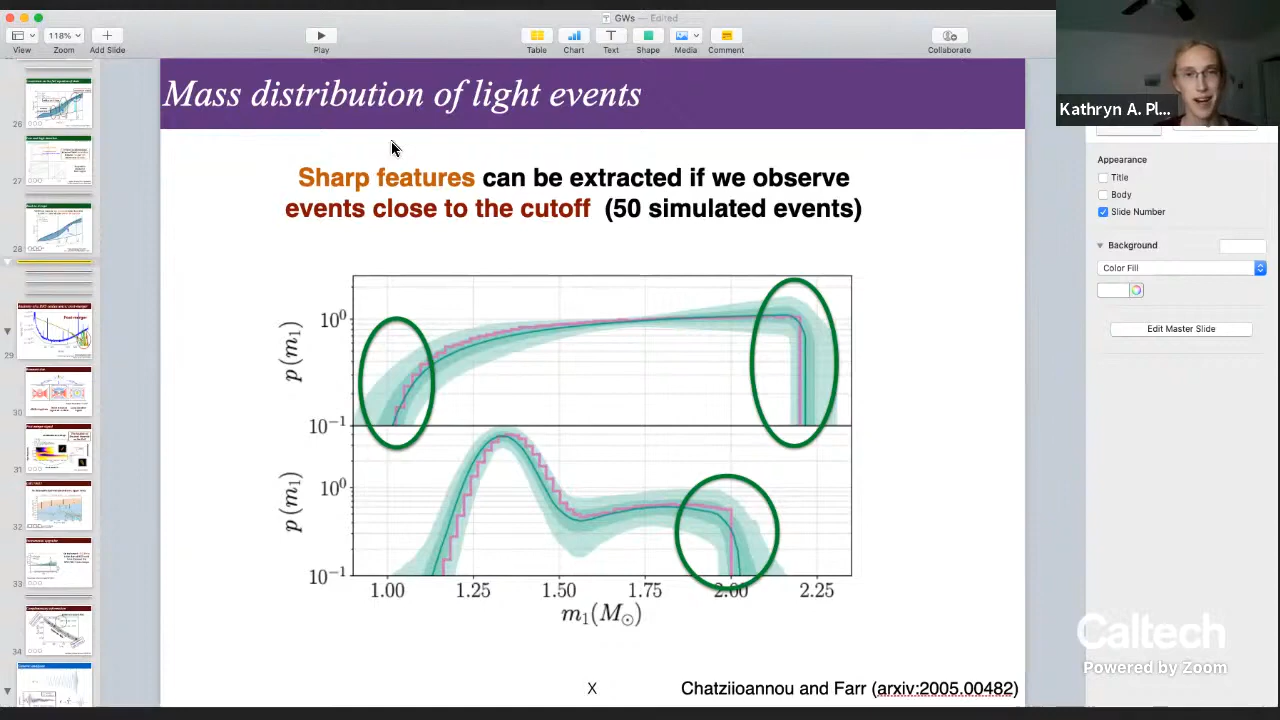 GWs — Edited
118%
View
Zoom
Add Slide
Play
Table
Chart
Text
Shape
Media
Comment
Collaborate
Kathryn A. Pl...
Mass distribution of light events
Sharp features can be extracted if we observe
events close to the cutoff (50 simulated events)
10⁰
p (m₁)
10⁻¹
10⁰
p (m₁)
10⁻¹
1.00 1.25 1.50 1.75 2.00 2.25
m₁(M☉)
X
Chatziioannou and Farr (arxiv:2005.00482)
26
27
28
29
30
31
32
33
34
Appearance
Title
Body
Slide Number
Background
Color Fill
Edit Master Slide
Caltech
Powered by Zoom